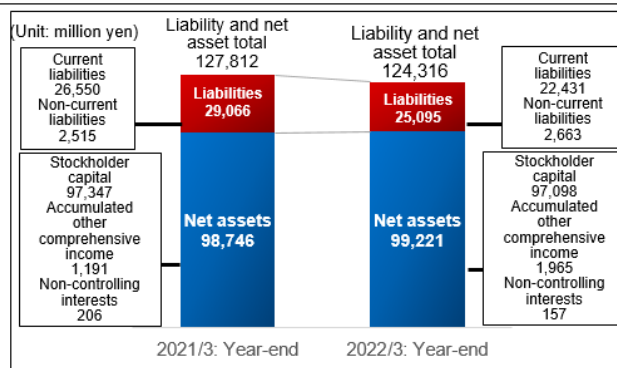 (Unit: million yen)
Liability and net
asset total
127,812
Liability and net
asset total
124,316
Current
liabilities
26,550
Non-current
liabilities
2,515
Liabilities
29,066
Liabilities
25,095
Current
liabilities
22,431
Non-current
liabilities
2,663
Stockholder
capital
97,347
Accumulated
other
comprehensive
income
1,191
Non-controlling
interests
206
Net assets
98,746
Net assets
99,221
Stockholder
capital
97,098
Accumulated
other
comprehensive
income
1,965
Non-controlling
interests
157
2021/3: Year-end
2022/3: Year-end